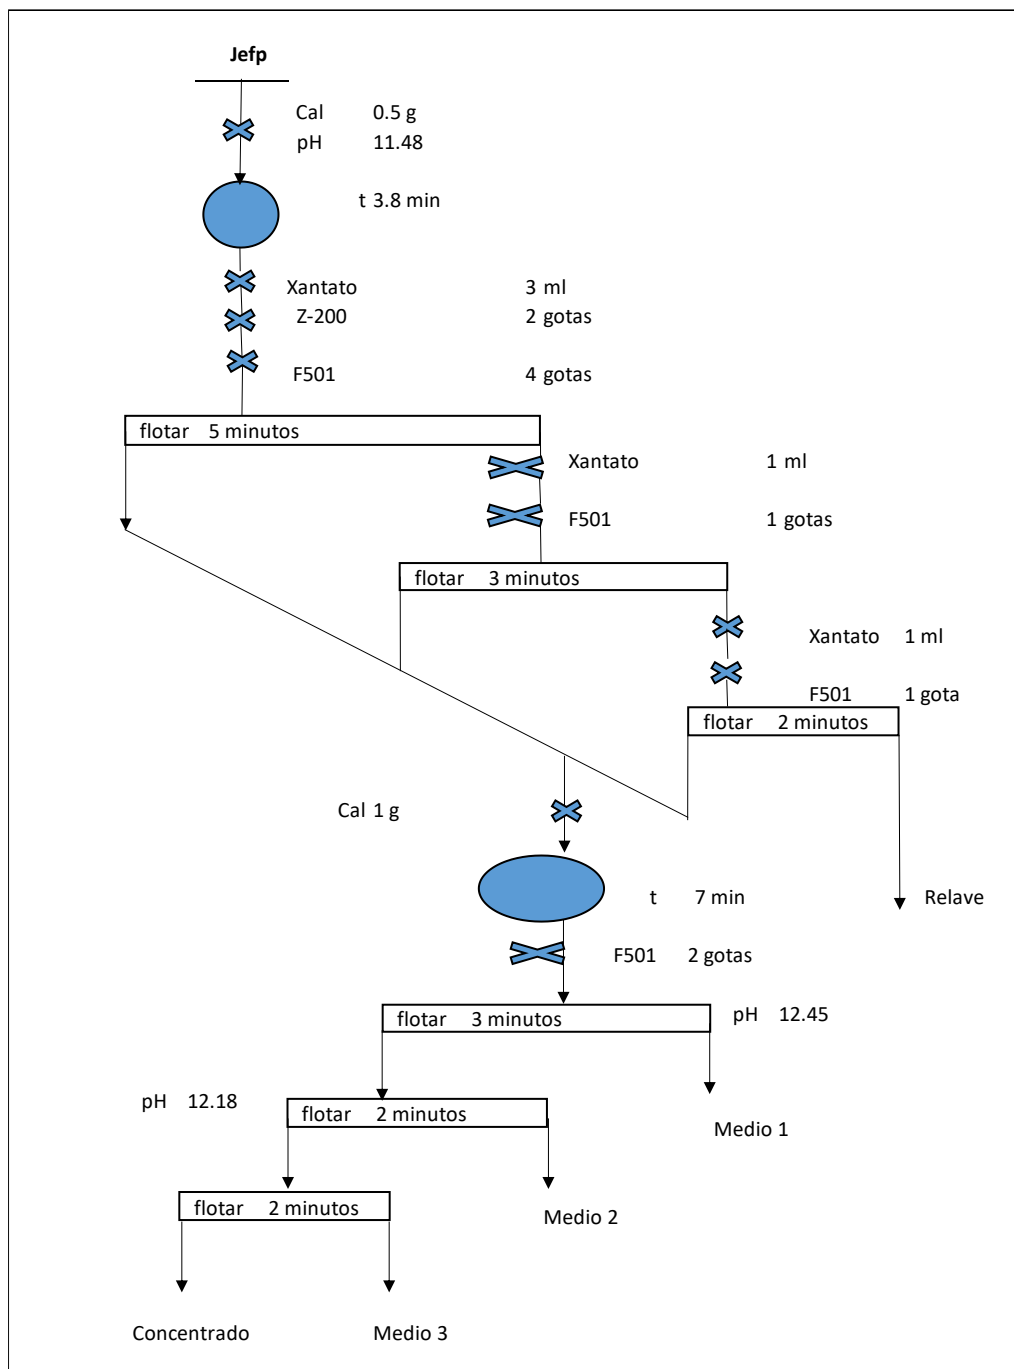 Jefp
Cal 0.5 g
pH 11.48
t 3.8 min
Xantato 3 ml
Z-200 2 gotas
F501 4 gotas
flotar 5 minutos
Xantato 1 ml
F501 1 gotas
flotar 3 minutos
Xantato 1 ml
F501 1 gota
flotar 2 minutos
Cal 1 g
t 7 min
Relave
F501 2 gotas
flotar 3 minutos
pH 12.45
pH 12.18
flotar 2 minutos
Medio 1
flotar 2 minutos
Medio 2
Concentrado
Medio 3